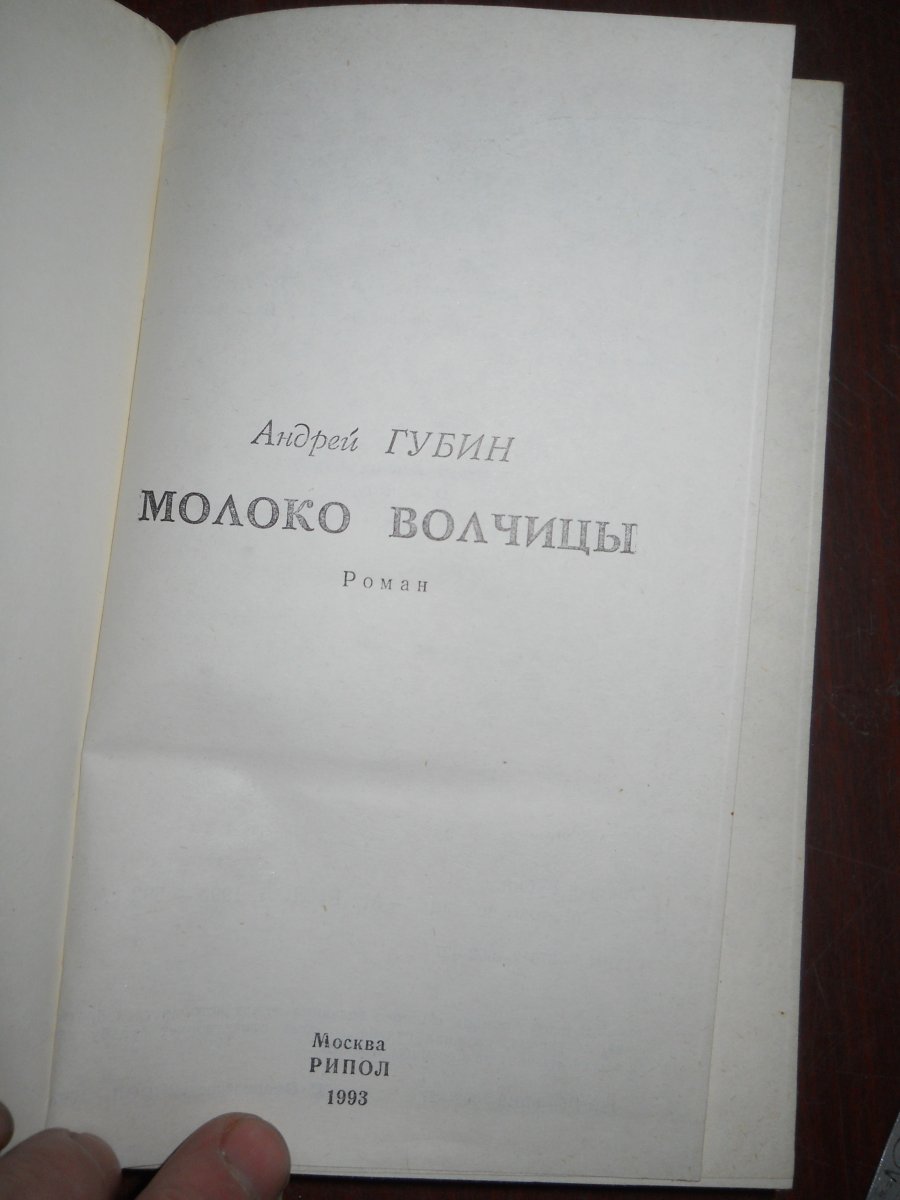 Андрей ГУБИН
МОЛОКО ВОЛЧИЦЫ
Роман
Москва
РИПОЛ
1993